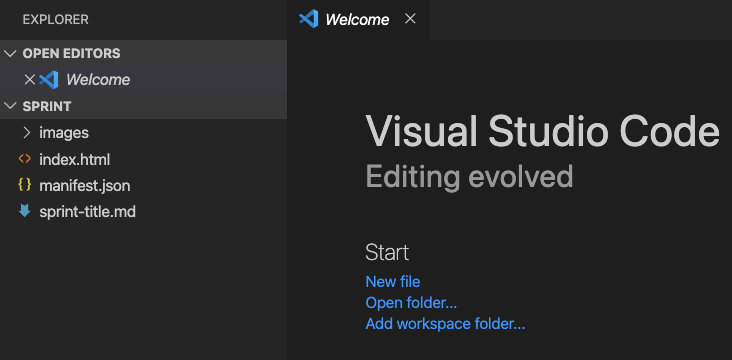 EXPLORER
OPEN EDITORS
Welcome
SPRINT
images
index.html
manifest.json
sprint-title.md
Welcome
Visual Studio Code
Editing evolved
Start
New file
Open folder...
Add workspace folder...